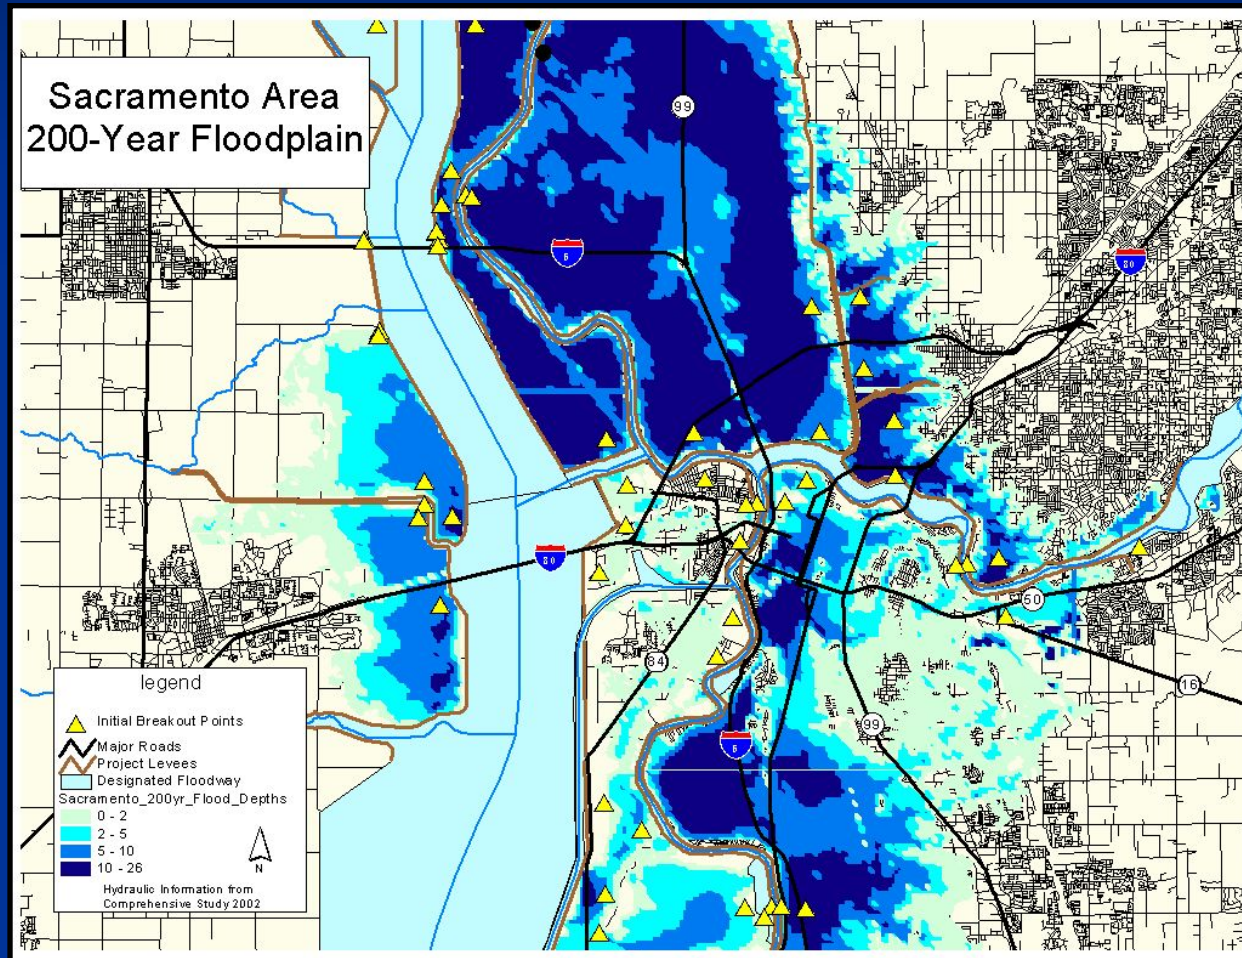 Sacramento Area
200-Year Floodplain
99
5
80
80
50
84
16
99
5
legend
Initial Breakout Points
Major Roads
Project Levees
Designated Floodway
Sacramento_200yr_Flood_Depths
0 - 2
2 - 5
5 - 10
10 - 26
N
Hydraulic Information from
Comprehensive Study 2002